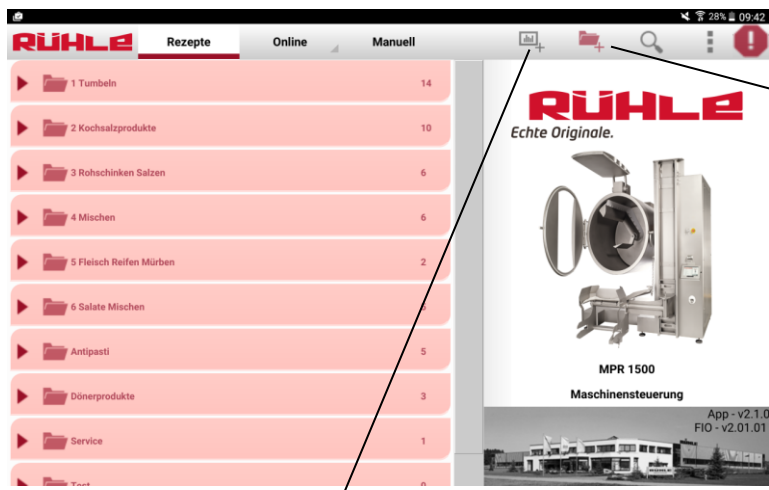 28% 09:42
RÜHLE Rezepte Online Manuell
1 Tumbeln 14
2 Kochsalzprodukte 10
3 Rohschinken Salzen 6
4 Mischen 6
5 Fleisch Reifen Mürben 2
6 Salate Mischen
Antipasti 5
Dönerprodukte 3
Service 1
Test 0
RÜHLE
Echte Originale.
MPR 1500
Maschinensteuerung
App - v2.1.0
FIO - v2.01.01